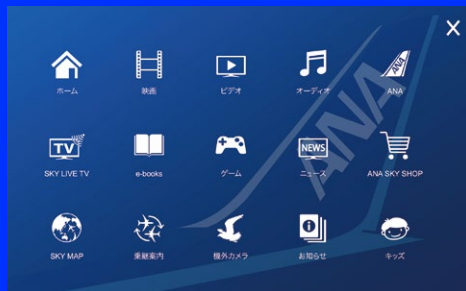 ホーム
映画
ビデオ
オーディオ
ANA
TV
SKY LIVE TV
e-books
ゲーム
NEWS
ニュース
ANA SKY SHOP
SKY MAP
乗継案内
機外カメラ
お知らせ
キッズ
ANA